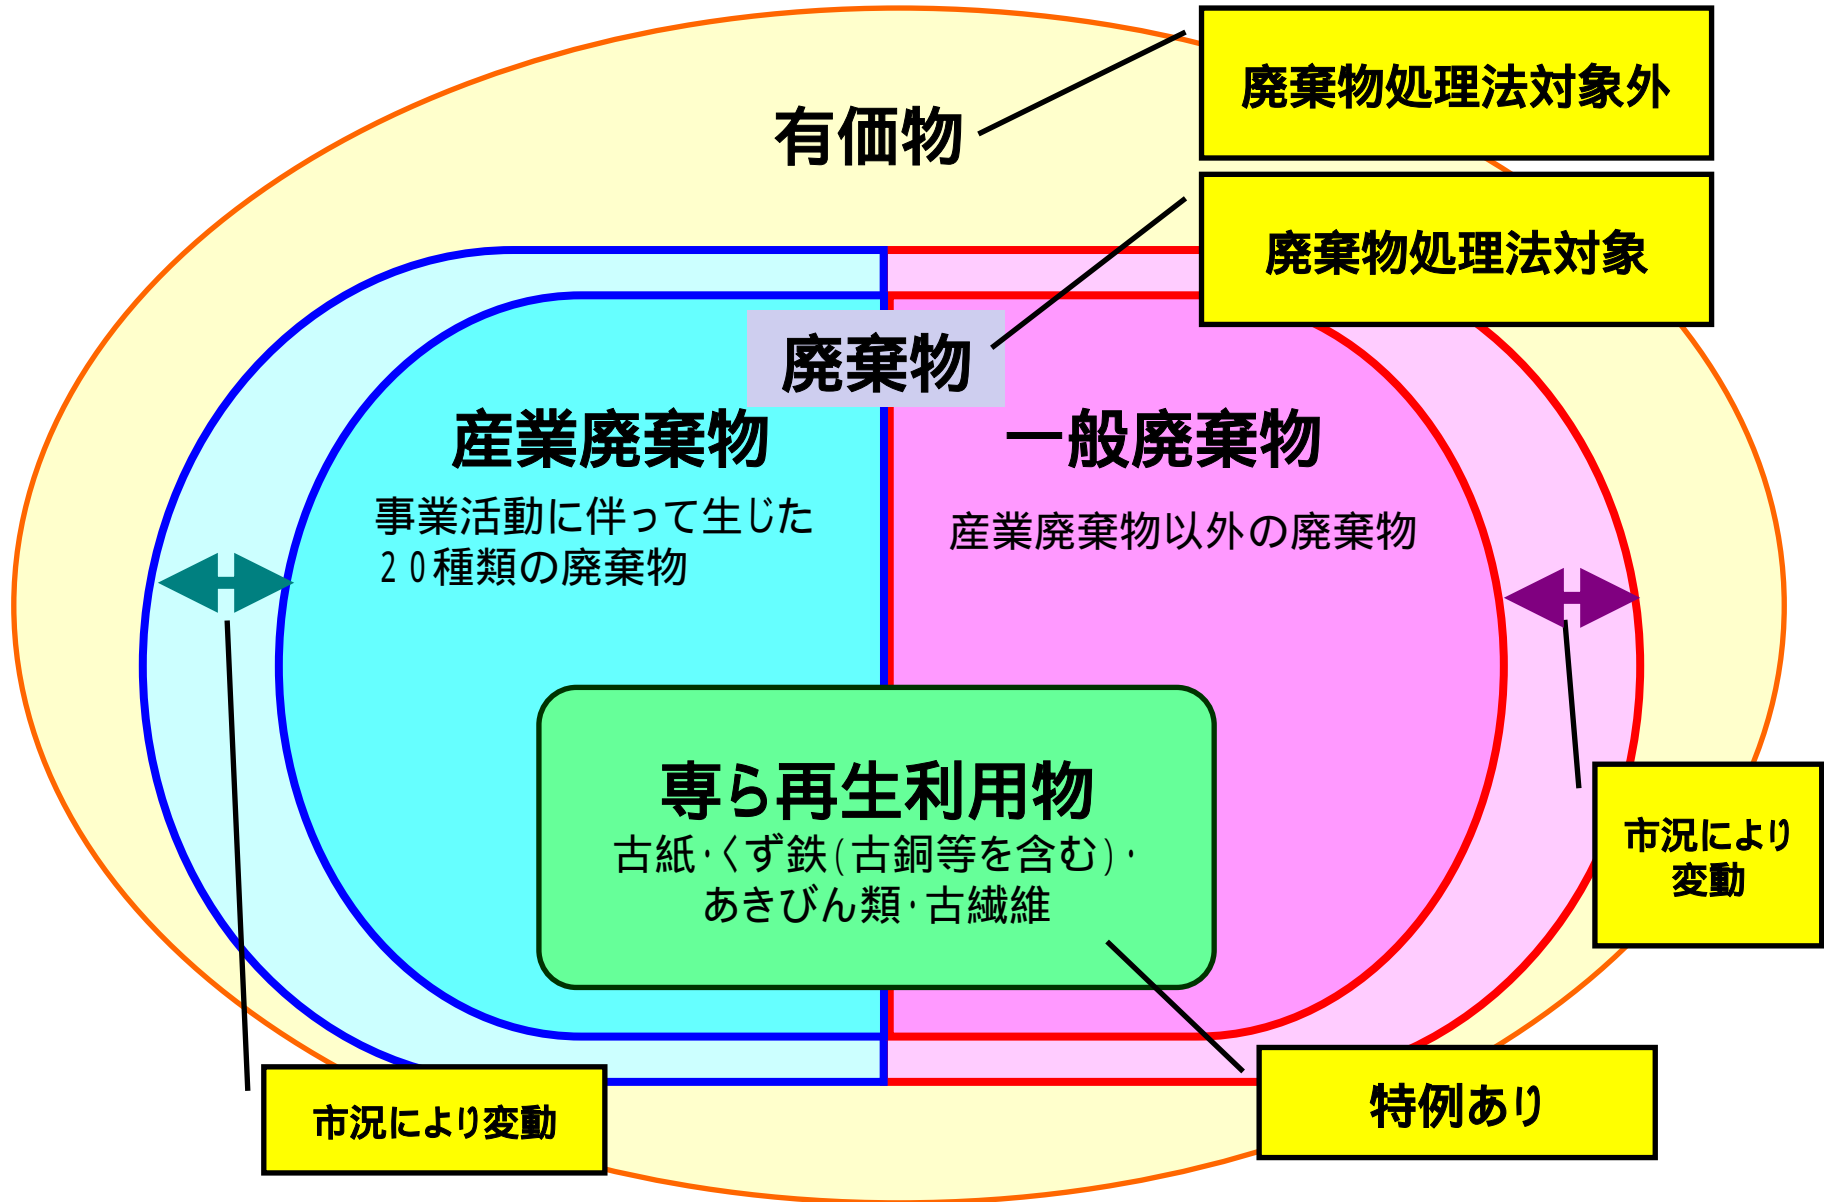 廃棄物処理法対象外
有価物
廃棄物処理法対象
廃棄物
産業廃棄物
事業活動に伴って生じた
20種類の廃棄物
一般廃棄物
産業廃棄物以外の廃棄物
専ら再生利用物
古紙・くず鉄(古銅等を含む)・
あきびん類・古繊維
市況により
変動
特例あり
市況により変動